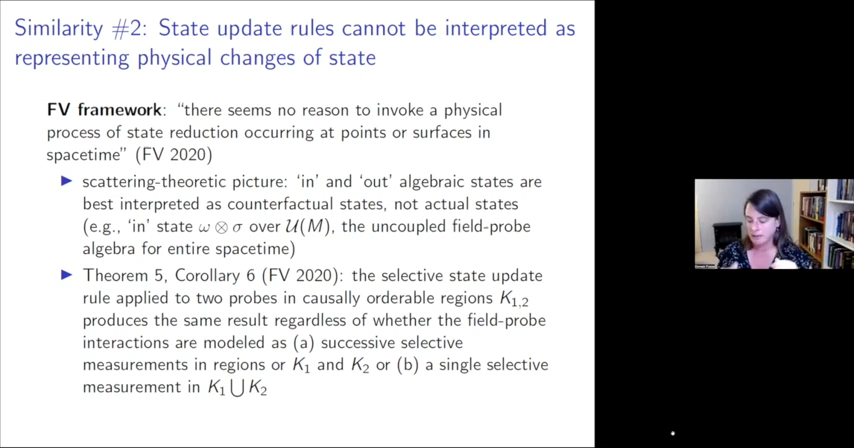 Similarity #2: State update rules cannot be interpreted as
representing physical changes of state
FV framework: “there seems no reason to invoke a physical
process of state reduction occurring at points or surfaces in
spacetime” (FV 2020)
▶ scattering-theoretic picture: ‘in’ and ‘out’ algebraic states are
best interpreted as counterfactual states, not actual states
(e.g., ‘in’ state ω ⊗ σ over 𝒰(M), the uncoupled field-probe
algebra for entire spacetime)
▶ Theorem 5, Corollary 6 (FV 2020): the selective state update
rule applied to two probes in causally orderable regions K₁,₂
produces the same result regardless of whether the field-probe
interactions are modeled as (a) successive selective
measurements in regions or K₁ and K₂ or (b) a single selective
measurement in K₁ ⋃ K₂